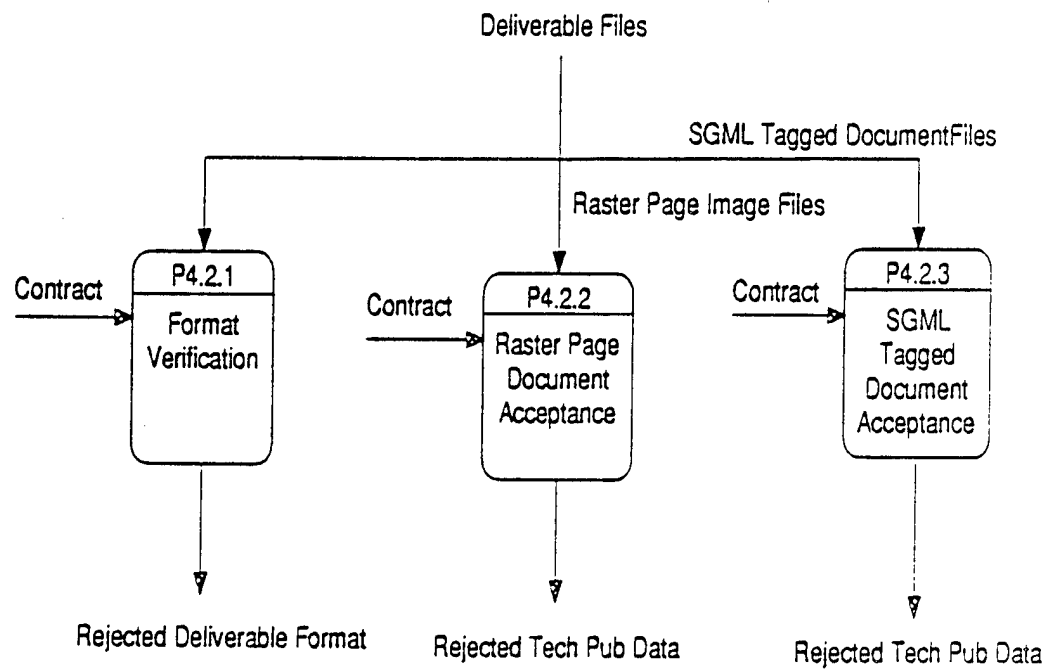 Deliverable Files
SGML Tagged DocumentFiles
Raster Page Image Files
Contract
P4.2.1
Format
Verification
Contract
P4.2.2
Raster Page
Document
Acceptance
Contract
P4.2.3
SGML
Tagged
Document
Acceptance
Rejected Deliverable Format
Rejected Tech Pub Data
Rejected Tech Pub Data